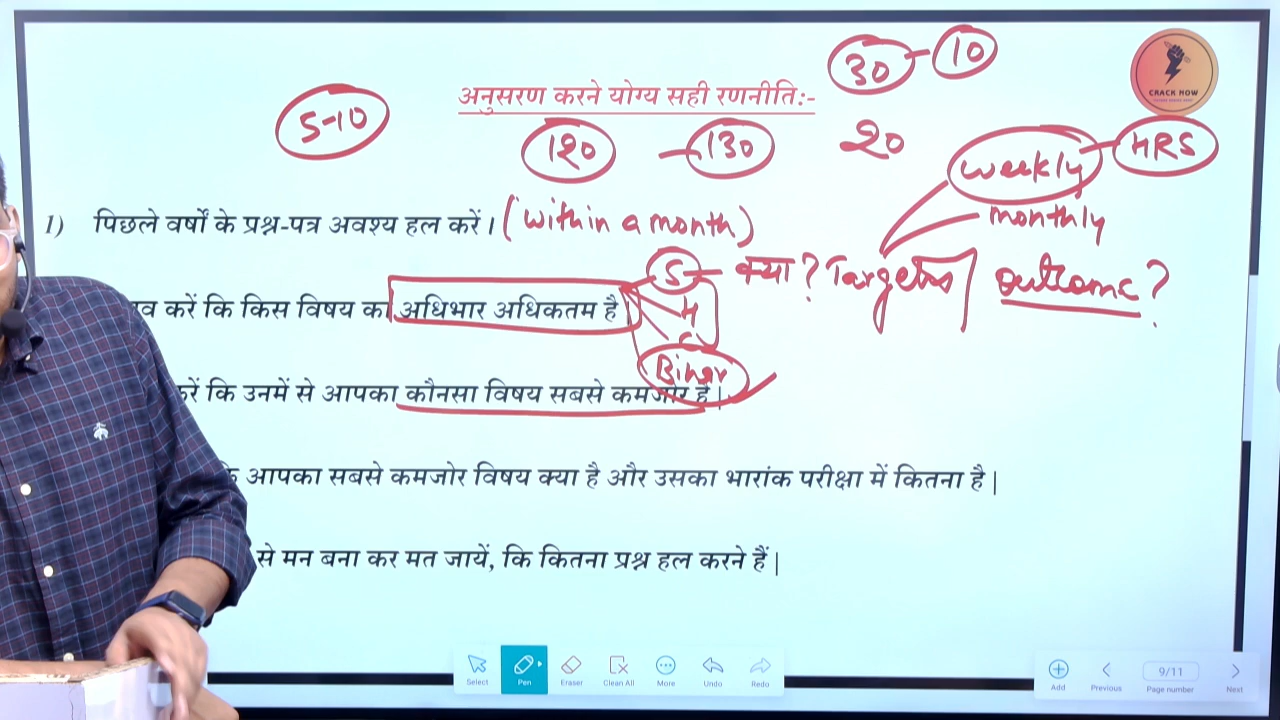 30 - 10
CRACK NOW
अनुसरण करने योग्य सही रणनीति:-
5-10
120 - 130
20
weekly - HRS
monthly
1) पिछले वर्षों के प्रश्न-पत्र अवश्य हल करें। (within a month)
S - क्या? Targets / outcome?
करें कि किस विषय का अधिभार अधिकतम है
H
C
Bihar
कि उनमें से आपका कौनसा विषय सबसे कमजोर है |
आपका सबसे कमजोर विषय क्या है और उसका भारांक परीक्षा में कितना है |
से मन बना कर मत जायें, कि कितना प्रश्न हल करने हैं |
Select
Pen
Eraser
Clean All
More
Undo
Redo
Add
Previous
9/11
Page number
Next